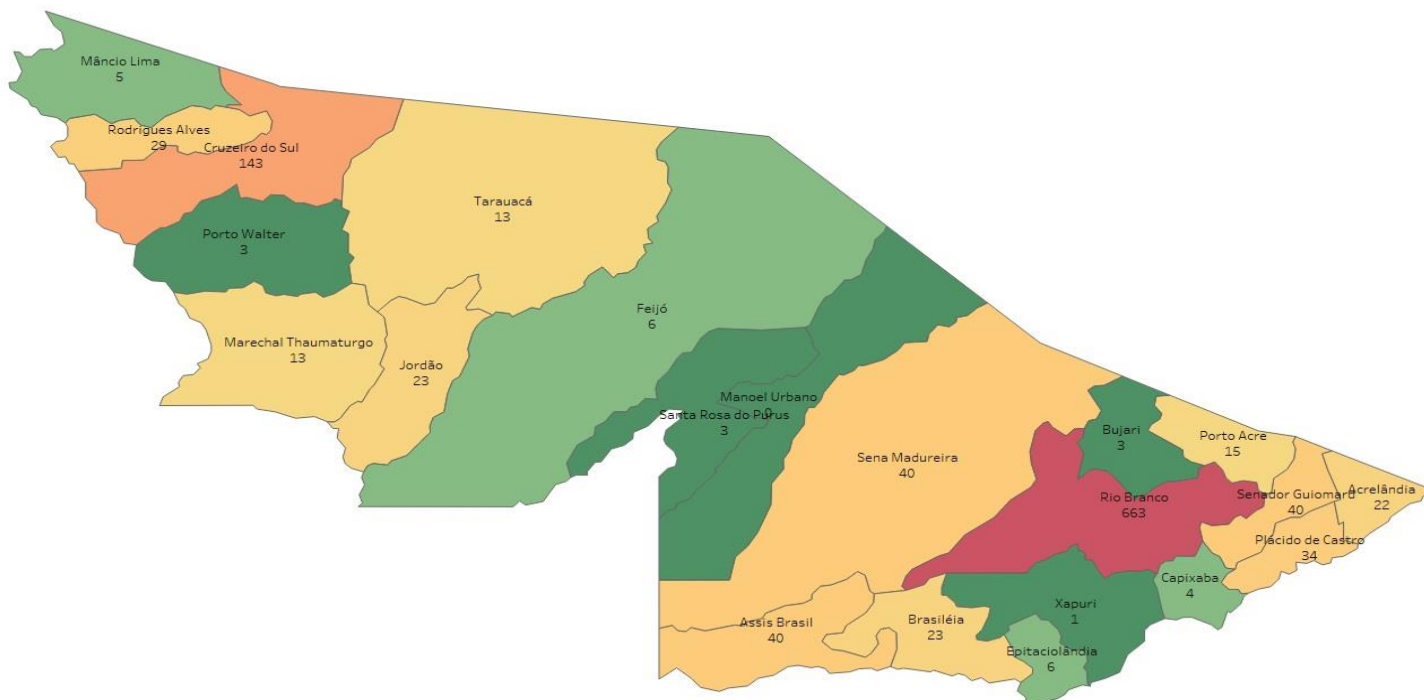 Mâncio Lima
5
Rodrigues Alves
29
Cruzeiro do Sul
143
Tarauacá
13
Porto Walter
3
Feijó
6
Marechal Thaumaturgo
13
Jordão
23
Manoel Urbano
0
Santa Rosa do Purus
3
Sena Madureira
40
Bujari
3
Porto Acre
15
Rio Branco
663
Senador Guiomard
40
Acrelândia
22
Plácido de Castro
34
Capixaba
4
Xapuri
1
Assis Brasil
40
Brasiléia
23
Epitaciolândia
6